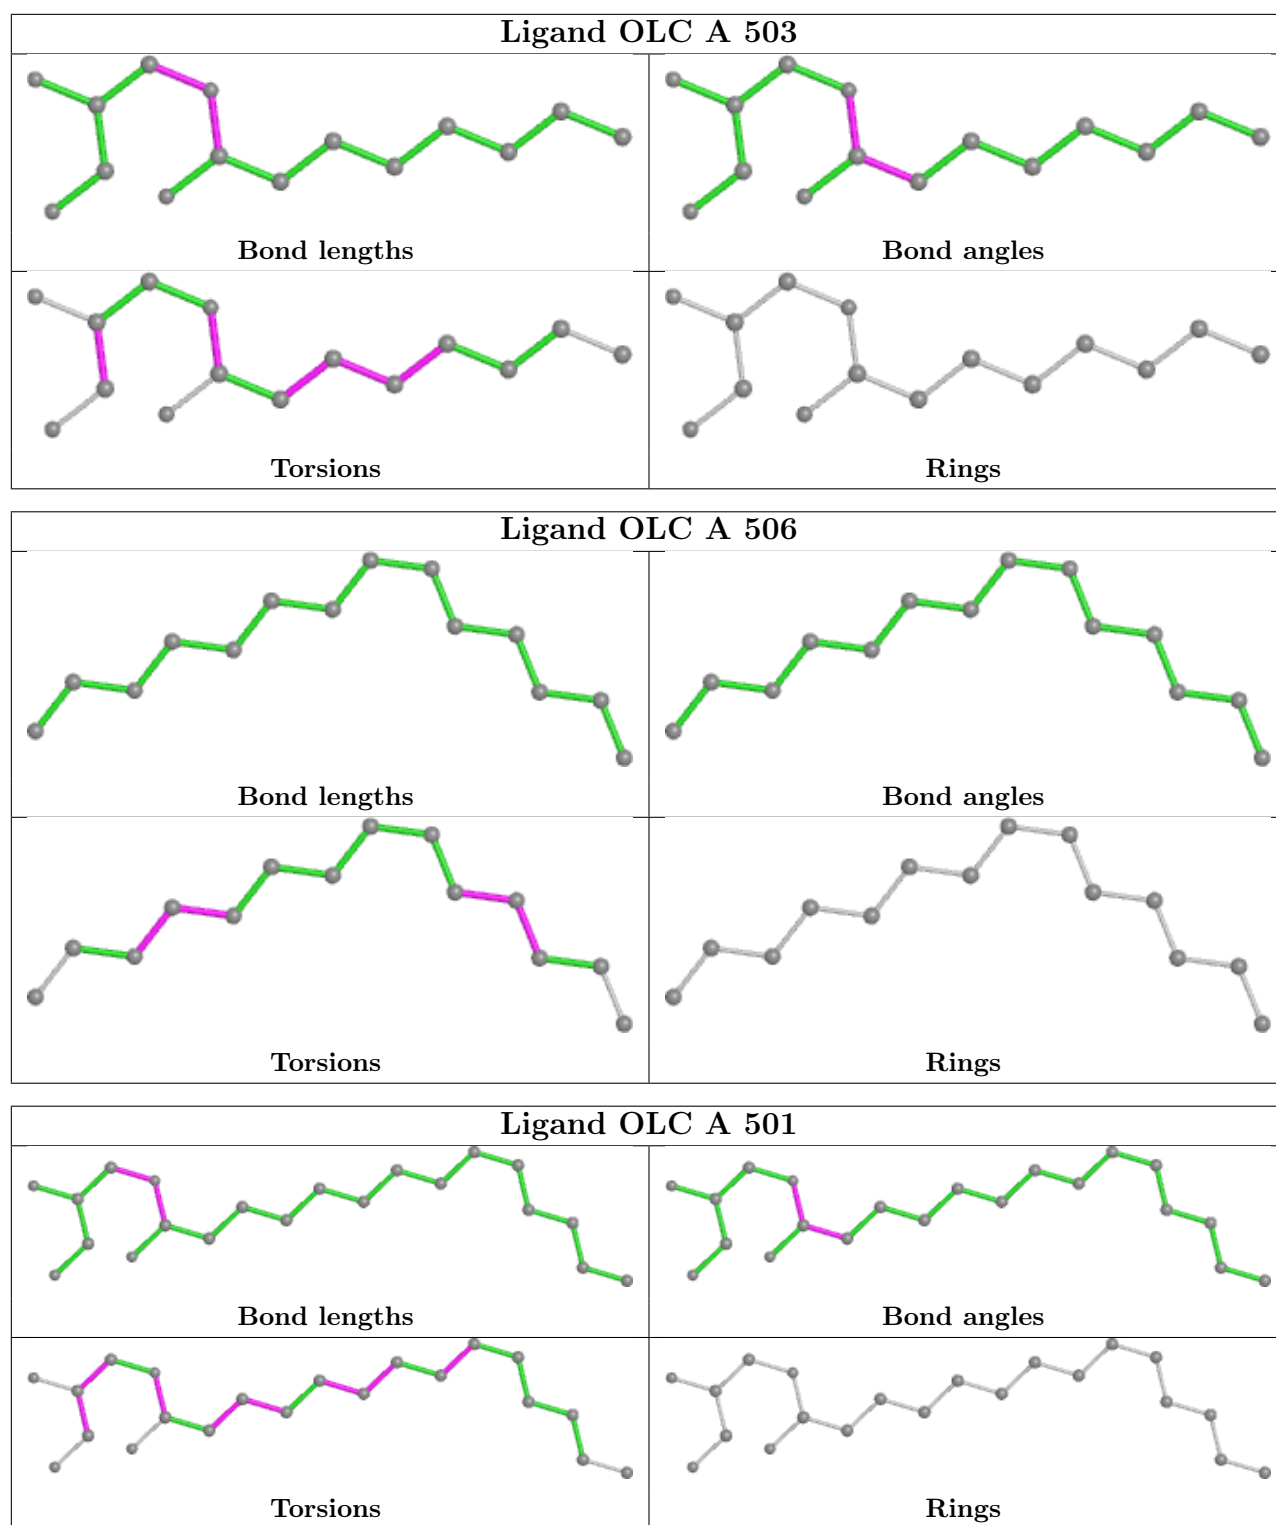 Ligand OLC A 503
Bond lengths
Bond angles
Torsions
Rings
Ligand OLC A 506
Bond lengths
Bond angles
Torsions
Rings
Ligand OLC A 501
Bond lengths
Bond angles
Torsions
Rings